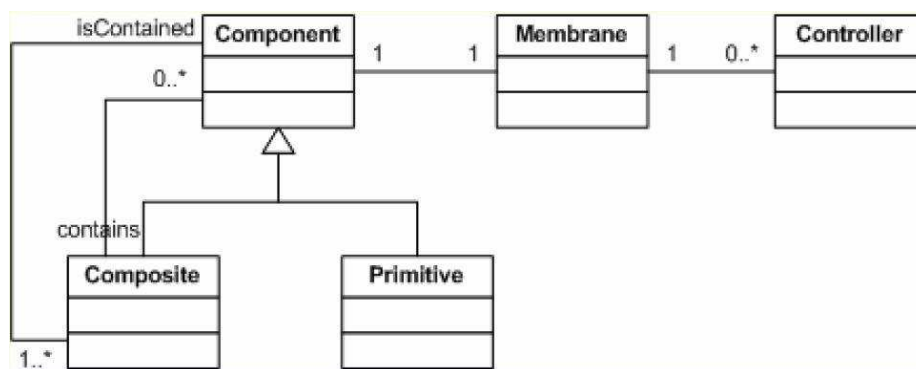 isContained
Component
Membrane
Controller
1
1
1
0..*
0..*
contains
Composite
Primitive
1..*